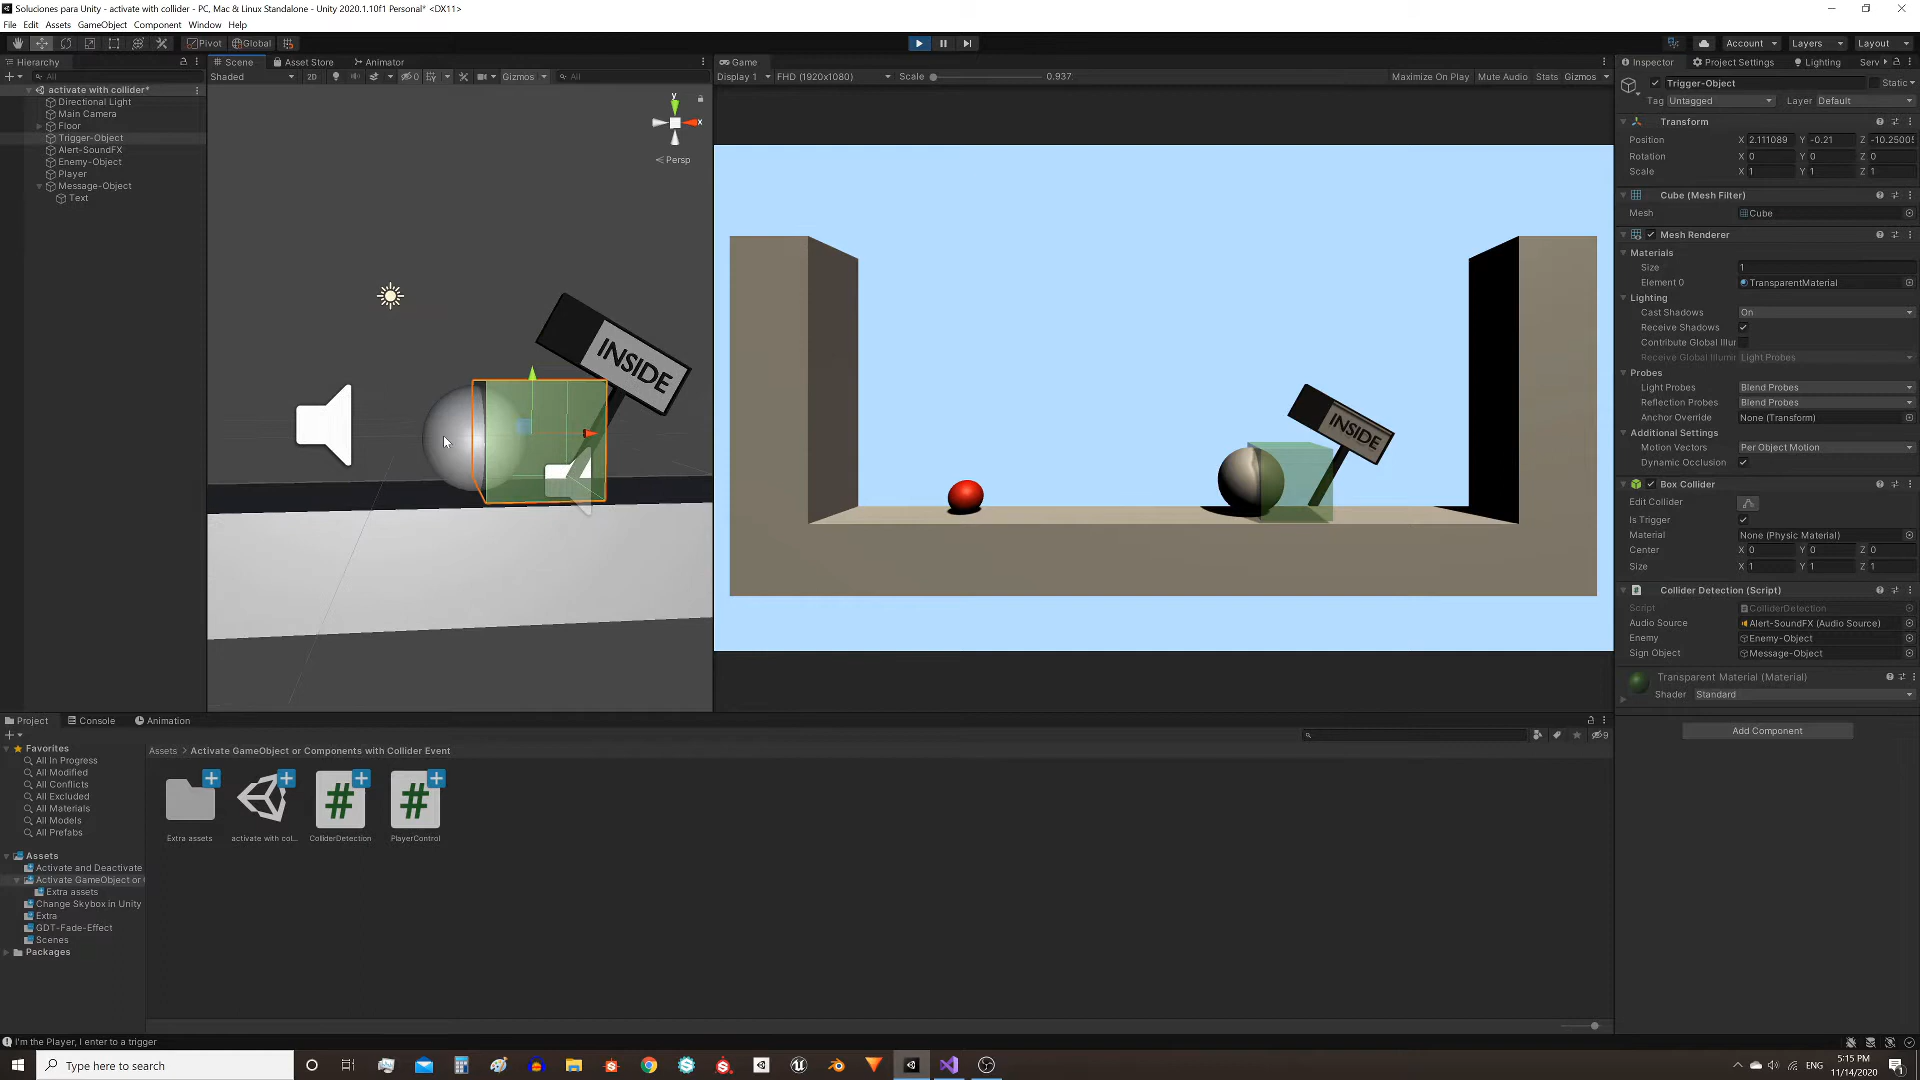 Soluciones para Unity - activate with collider - PC, Mac & Linux Standalone - Unity 2020.1.10f1 Personal* <DX11>
File Edit Assets GameObject Component Window Help
Pivot Global Account Layers Layout
Hierarchy
All
activate with collider*
Directional Light
Main Camera
Floor
Trigger-Object
Alert-SoundFX
Enemy-Object
Player
Message-Object
Text
Scene Asset Store Animator
Shaded 2D 0 Gizmos All
y
x
Persp
INSIDE
Game
Display 1 FHD (1920x1080) Scale 0.937 Maximize On Play Mute Audio Stats Gizmos
INSIDE
Inspector Project Settings Lighting Serv
Trigger-Object Static
Tag Untagged Layer Default
Transform
Position X 2.111089 Y -0.21 Z -10.25005
Rotation X 0 Y 0 Z 0
Scale X 1 Y 1 Z 1
Cube (Mesh Filter)
Mesh Cube
Mesh Renderer
Materials
Size 1
Element 0 TransparentMaterial
Lighting
Cast Shadows On
Receive Shadows
Contribute Global Illur
Receive Global Illumir Light Probes
Probes
Light Probes Blend Probes
Reflection Probes Blend Probes
Anchor Override None (Transform)
Additional Settings
Motion Vectors Per Object Motion
Dynamic Occlusion
Box Collider
Edit Collider
Is Trigger
Material None (Physic Material)
Center X 0 Y 0 Z 0
Size X 1 Y 1 Z 1
Collider Detection (Script)
Script ColliderDetection
Audio Source Alert-SoundFX (Audio Source)
Enemy Enemy-Object
Sign Object Message-Object
Transparent Material (Material)
Shader Standard
Add Component
Project Console Animation
9
Favorites
All In Progress
All Modified
All Conflicts
All Excluded
All Materials
All Models
All Prefabs
Assets
Activate and Deactivate
Activate GameObject or
Extra assets
Change Skybox in Unity
Extra
GDT-Fade-Effect
Scenes
Packages
Assets > Activate GameObject or Components with Collider Event
Extra assets activate with col... ColliderDetection PlayerControl
I'm the Player, I enter to a trigger
Type here to search
ENG
5:15 PM
11/14/2020